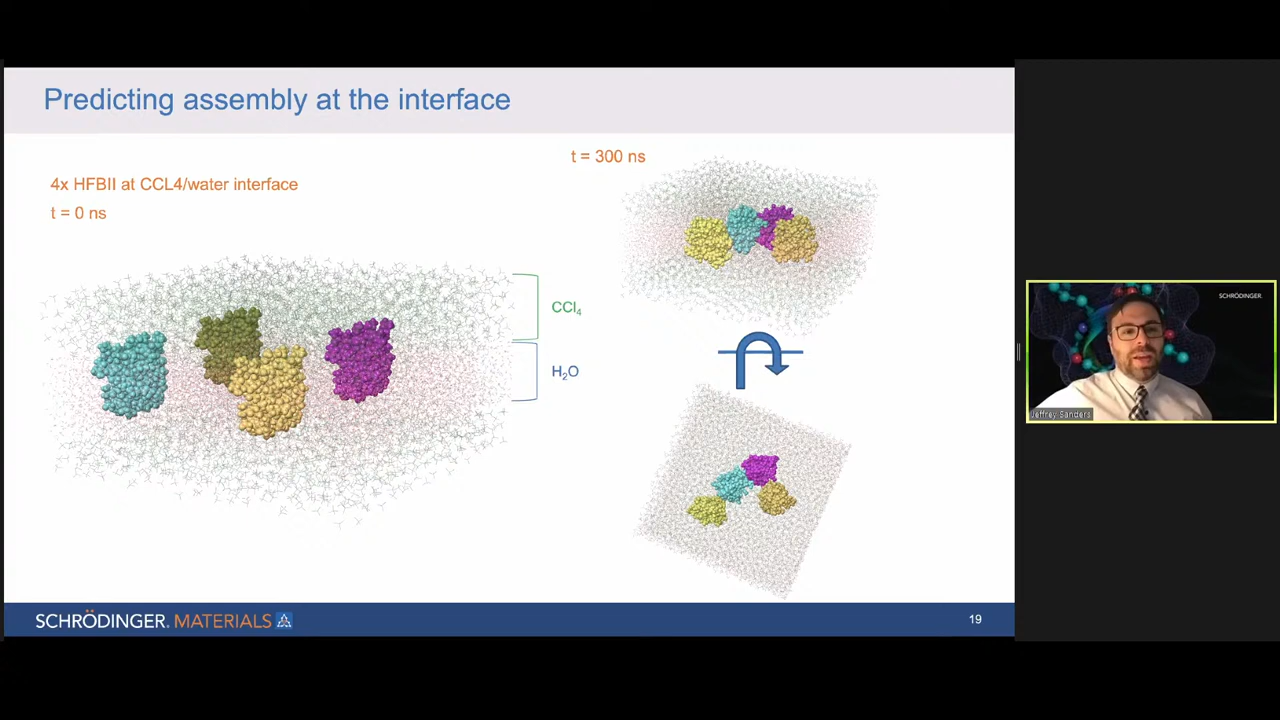 Predicting assembly at the interface
t = 300 ns
4x HFBII at CCL4/water interface
t = 0 ns
CCl4
H2O
SCHRÖDINGER.
Jeffrey Sanders
SCHRÖDINGER. MATERIALS
19